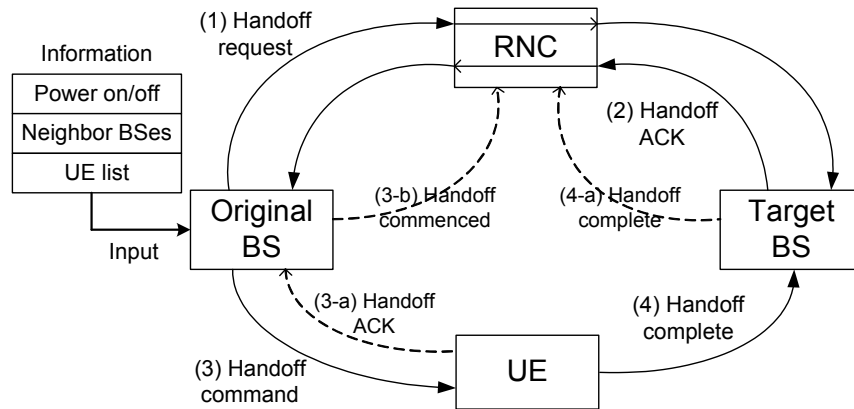 (1) Handoff
request
RNC
Information
Power on/off
Neighbor BSes
UE list
(2) Handoff
ACK
(3-b) Handoff
commenced
(4-a) Handoff
complete
Original
BS
Target
BS
Input
(3-a) Handoff
ACK
(4) Handoff
complete
(3) Handoff
command
UE